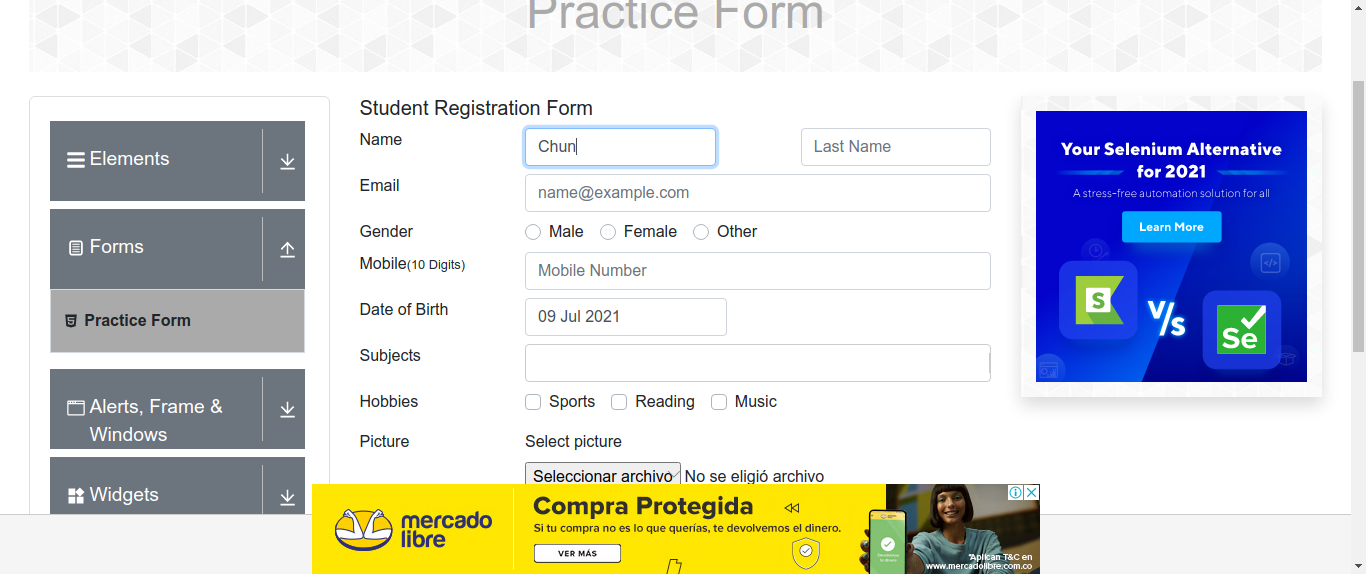 Practice Form
Elements
Forms
Practice Form
Alerts, Frame &
Windows
Widgets
Student Registration Form
Name
Chun
Last Name
Email
name@example.com
Gender
Male
Female
Other
Mobile(10 Digits)
Mobile Number
Date of Birth
09 Jul 2021
Subjects
Hobbies
Sports
Reading
Music
Picture
Select picture
Seleccionar archivo
No se eligió archivo
Your Selenium Alternative
for 2021
A stress-free automation solution for all
Learn More
S
V/s
Se
mercado
libre
Compra Protegida
Si tu compra no es lo que querías, te devolvemos el dinero.
VER MÁS
*Aplican T&C en
www.mercadolibre.com.co